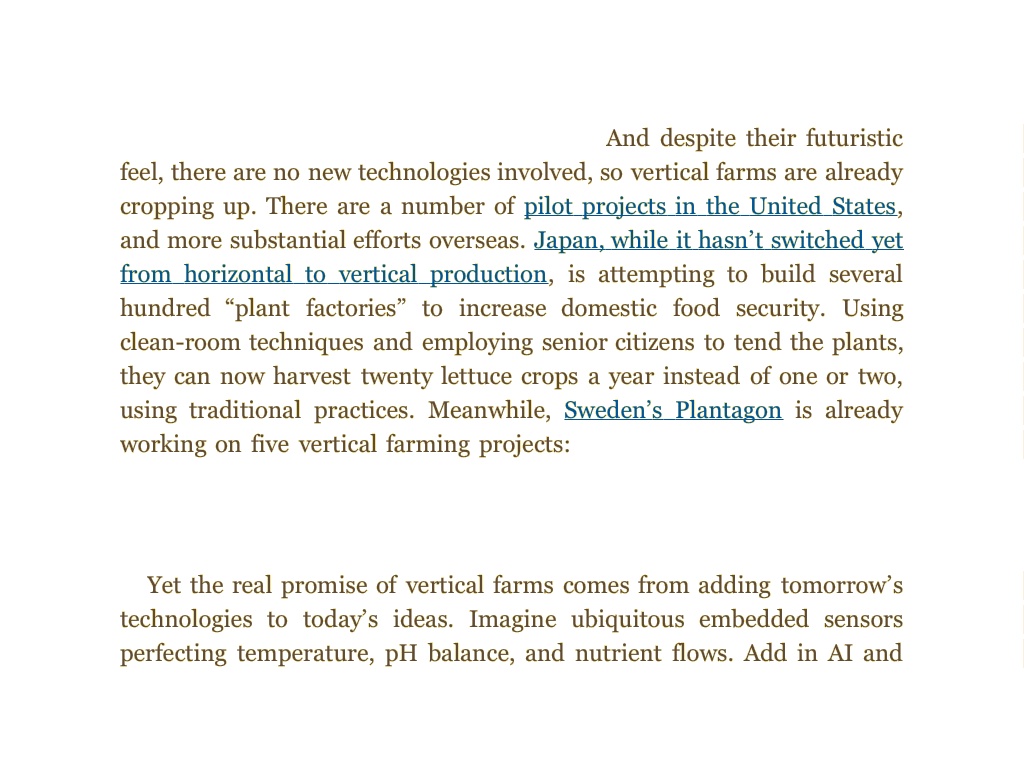 And despite their futuristic
feel, there are no new technologies involved, so vertical farms are already
cropping up. There are a number of pilot projects in the United States,
and more substantial efforts overseas. Japan, while it hasn’t switched yet
from horizontal to vertical production, is attempting to build several
hundred “plant factories” to increase domestic food security. Using
clean-room techniques and employing senior citizens to tend the plants,
they can now harvest twenty lettuce crops a year instead of one or two,
using traditional practices. Meanwhile, Sweden’s Plantagon is already
working on five vertical farming projects:
Yet the real promise of vertical farms comes from adding tomorrow’s
technologies to today’s ideas. Imagine ubiquitous embedded sensors
perfecting temperature, pH balance, and nutrient flows. Add in AI and